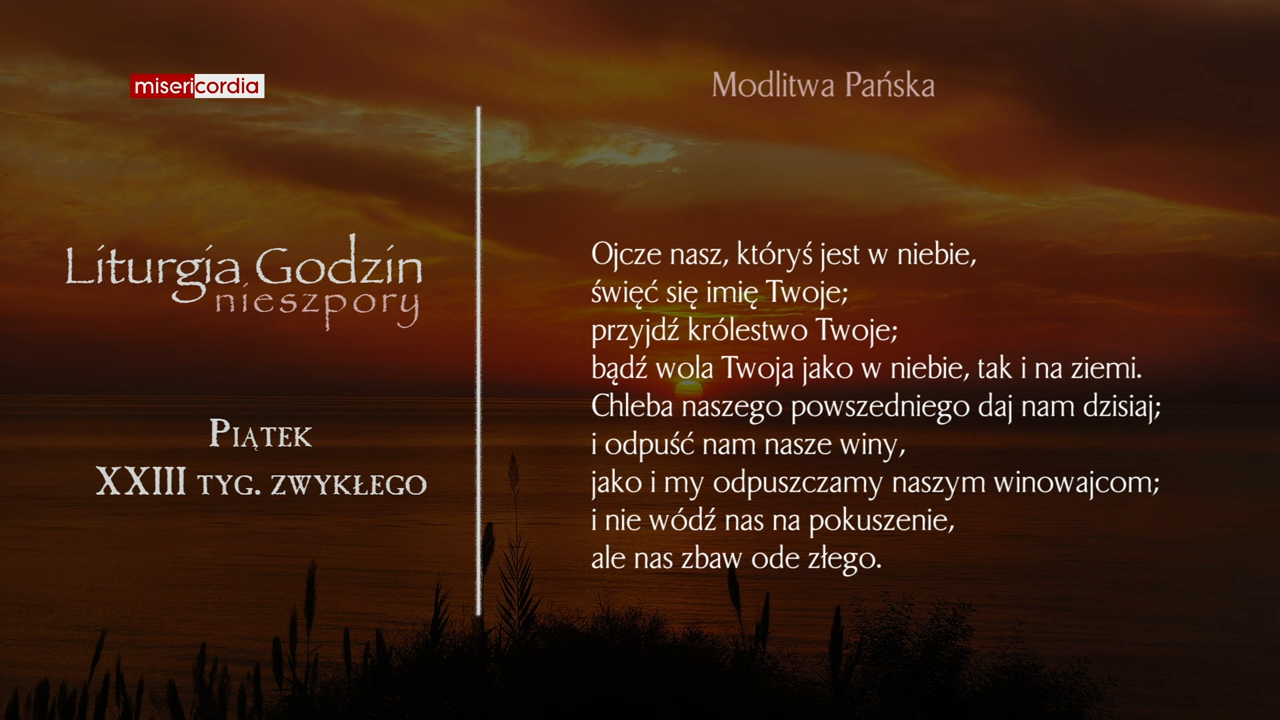 misericordia
Liturgia Godzin
nieszpory
Piątek
XXIII tyg. zwykłego
Modlitwa Pańska
Ojcze nasz, któryś jest w niebie,
święć się imię Twoje;
przyjdź królestwo Twoje;
bądź wola Twoja jako w niebie, tak i na ziemi.
Chleba naszego powszedniego daj nam dzisiaj;
i odpuść nam nasze winy,
jako i my odpuszczamy naszym winowajcom;
i nie wódź nas na pokuszenie,
ale nas zbaw ode złego.